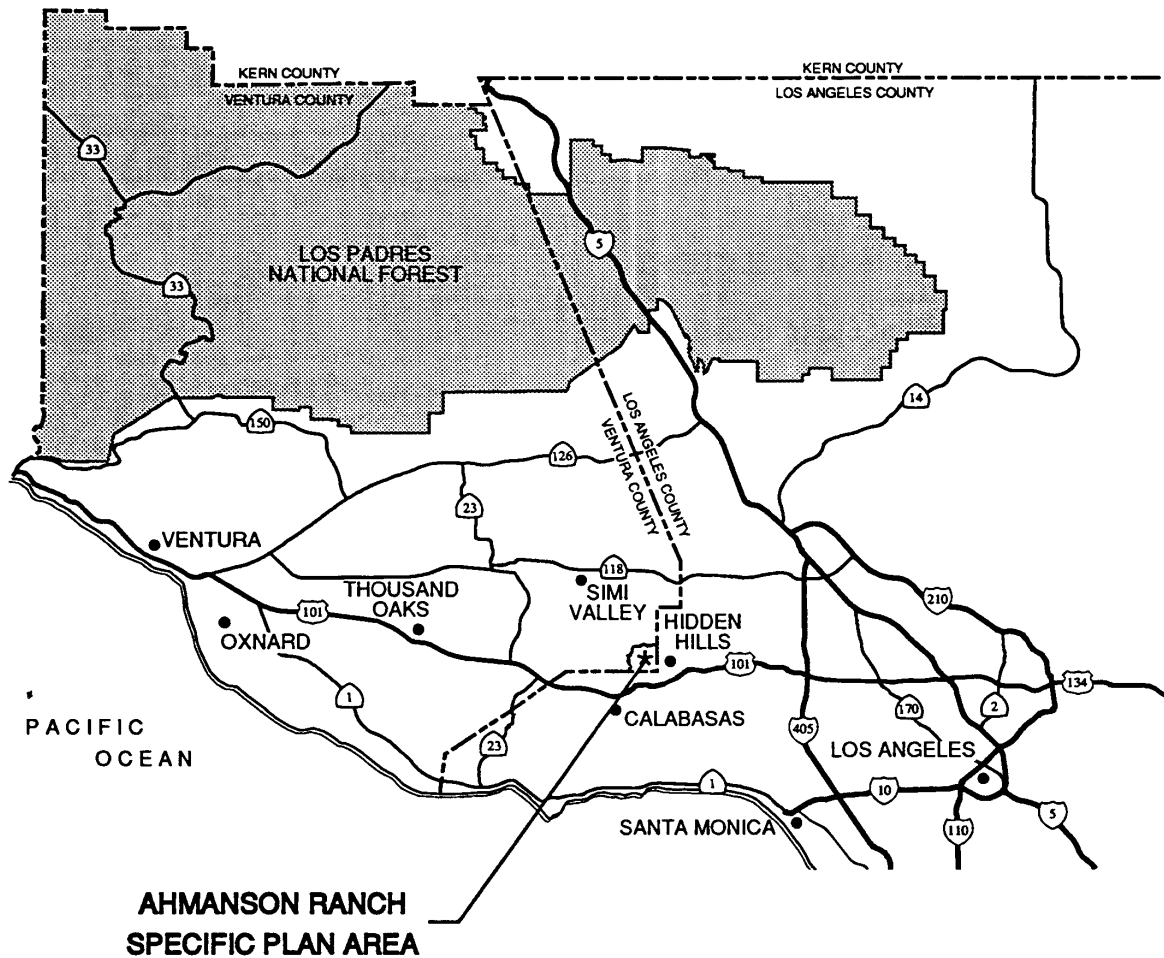 KERN COUNTY
VENTURA COUNTY
KERN COUNTY
LOS ANGELES COUNTY
33
5
LOS PADRES
NATIONAL FOREST
33
14
150
LOS ANGELES COUNTY
VENTURA COUNTY
126
23
VENTURA
118
SIMI
VALLEY
THOUSAND
OAKS
210
101
HIDDEN
HILLS
OXNARD
*
101
134
1
170
2
CALABASAS
PACIFIC
OCEAN
23
405
LOS ANGELES
1
10
SANTA MONICA
110
5
AHMANSON RANCH
SPECIFIC PLAN AREA